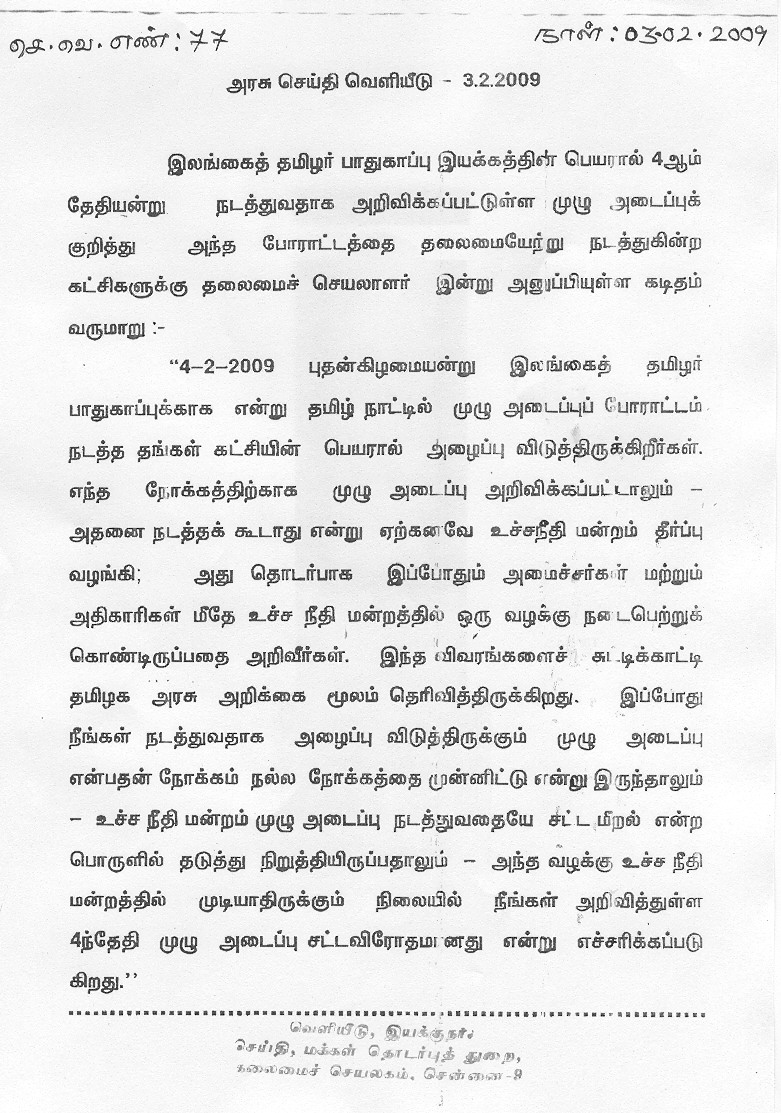 செ.வெ.எண்:77
நாள்:03.02.2009
அரசு செய்தி வெளியீடு - 3.2.2009
இலங்கைத் தமிழர் பாதுகாப்பு இயக்கத்தின் பெயரால் 4ஆம்
தேதியன்று நடத்துவதாக அறிவிக்கப்பட்டுள்ள முழு அடைப்புக்
குறித்து அந்த போராட்டத்தை தலைமையேற்று நடத்துகின்ற
கட்சிகளுக்கு தலைமைச் செயலாளர் இன்று அனுப்பியுள்ள கடிதம்
வருமாறு :-
"4-2-2009 புதன்கிழமையன்று இலங்கைத் தமிழர்
பாதுகாப்புக்காக என்று தமிழ் நாட்டில் முழு அடைப்புப் போராட்டம்
நடத்த தங்கள் கட்சியின் பெயரால் அழைப்பு விடுத்திருக்கிறீர்கள்.
எந்த நோக்கத்திற்காக முழு அடைப்பு அறிவிக்கப்பட்டாலும் –
அதனை நடத்தக் கூடாது என்று ஏற்கனவே உச்சநீதி மன்றம் தீர்ப்பு
வழங்கி; அது தொடர்பாக இப்போதும் அமைச்சர்கள் மற்றும்
அதிகாரிகள் மீதே உச்ச நீதி மன்றத்தில் ஒரு வழக்கு நடைபெற்றுக்
கொண்டிருப்பதை அறிவீர்கள். இந்த விவரங்களைச் சுட்டிக்காட்டி
தமிழக அரசு அறிக்கை மூலம் தெரிவித்திருக்கிறது. இப்போது
நீங்கள் நடத்துவதாக அழைப்பு விடுத்திருக்கும் முழு அடைப்பு
என்பதன் நோக்கம் நல்ல நோக்கத்தை முன்னிட்டு என்று இருந்தாலும்
– உச்ச நீதி மன்றம் முழு அடைப்பு நடத்துவதையே சட்ட மீறல் என்ற
பொருளில் தடுத்து நிறுத்தியிருப்பதாலும் – அந்த வழக்கு உச்ச நீதி
மன்றத்தில் முடியாதிருக்கும் நிலையில் நீங்கள் அறிவித்துள்ள
4ந்தேதி முழு அடைப்பு சட்டவிரோதமானது என்று எச்சரிக்கப்படு
கிறது."
வெளியீடு, இயக்குநர்,
செய்தி, மக்கள் தொடர்புத் துறை,
தலைமைச் செயலகம், சென்னை-9